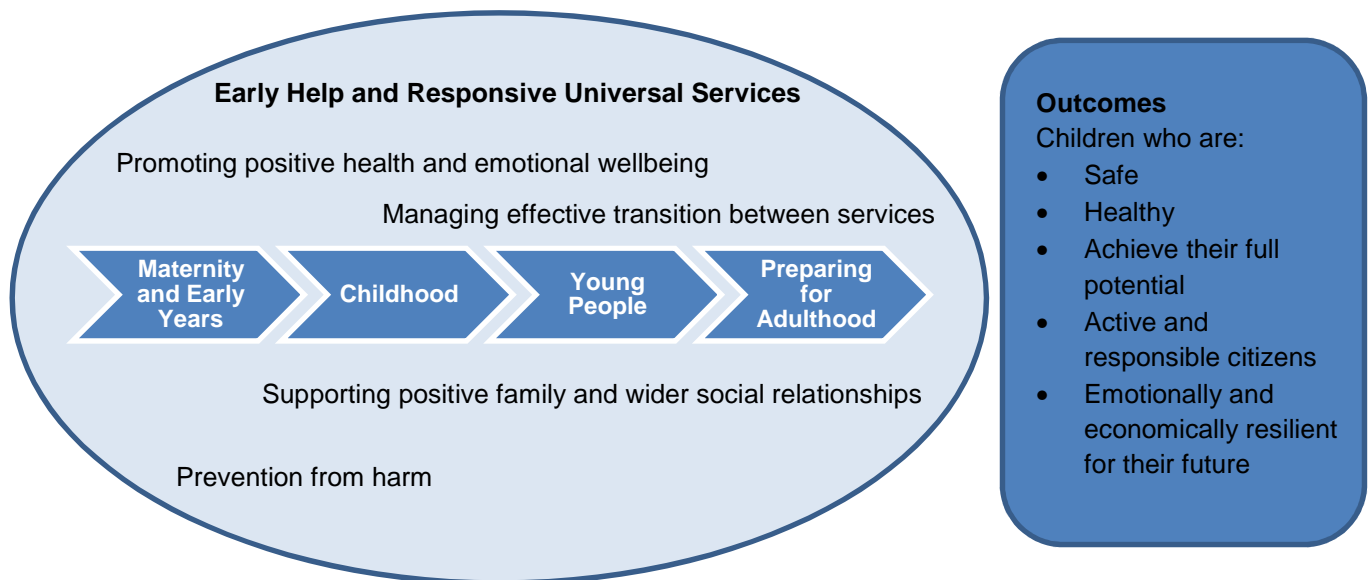 Early Help and Responsive Universal Services
Promoting positive health and emotional wellbeing
Managing effective transition between services
Maternity
and Early
Years
Childhood
Young
People
Preparing
for
Adulthood
Supporting positive family and wider social relationships
Prevention from harm
Outcomes
Children who are:
• Safe
• Healthy
• Achieve their full
potential
• Active and
responsible citizens
• Emotionally and
economically resilient
for their future